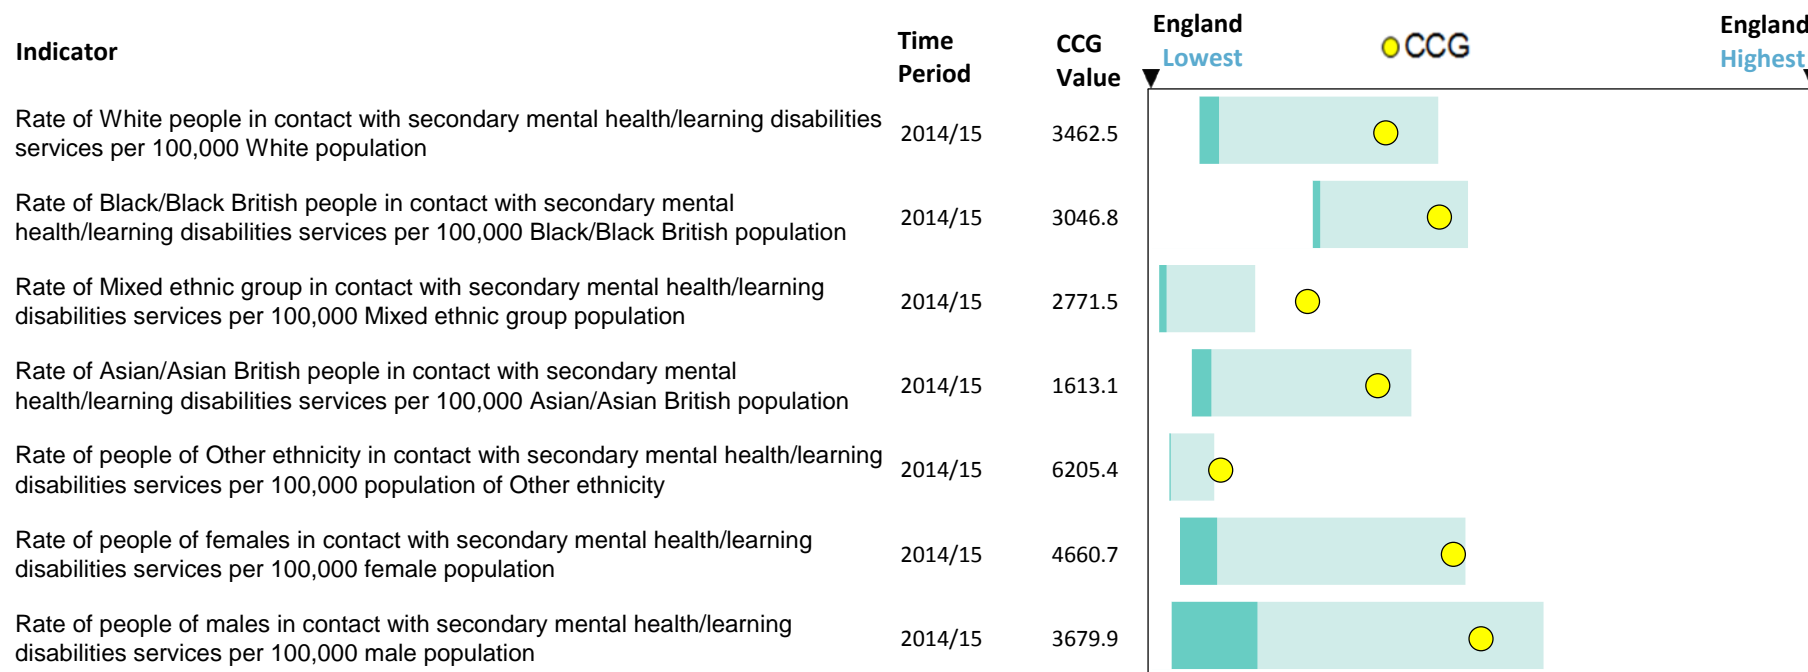 Indicator
Time
Period
CCG
Value
England
Lowest
CCG
England
Highest
Rate of White people in contact with secondary mental health/learning disabilities
services per 100,000 White population
2014/15
3462.5
Rate of Black/Black British people in contact with secondary mental
health/learning disabilities services per 100,000 Black/Black British population
2014/15
3046.8
Rate of Mixed ethnic group in contact with secondary mental health/learning
disabilities services per 100,000 Mixed ethnic group population
2014/15
2771.5
Rate of Asian/Asian British people in contact with secondary mental
health/learning disabilities services per 100,000 Asian/Asian British population
2014/15
1613.1
Rate of people of Other ethnicity in contact with secondary mental health/learning
disabilities services per 100,000 population of Other ethnicity
2014/15
6205.4
Rate of people of females in contact with secondary mental health/learning
disabilities services per 100,000 female population
2014/15
4660.7
Rate of people of males in contact with secondary mental health/learning
disabilities services per 100,000 male population
2014/15
3679.9